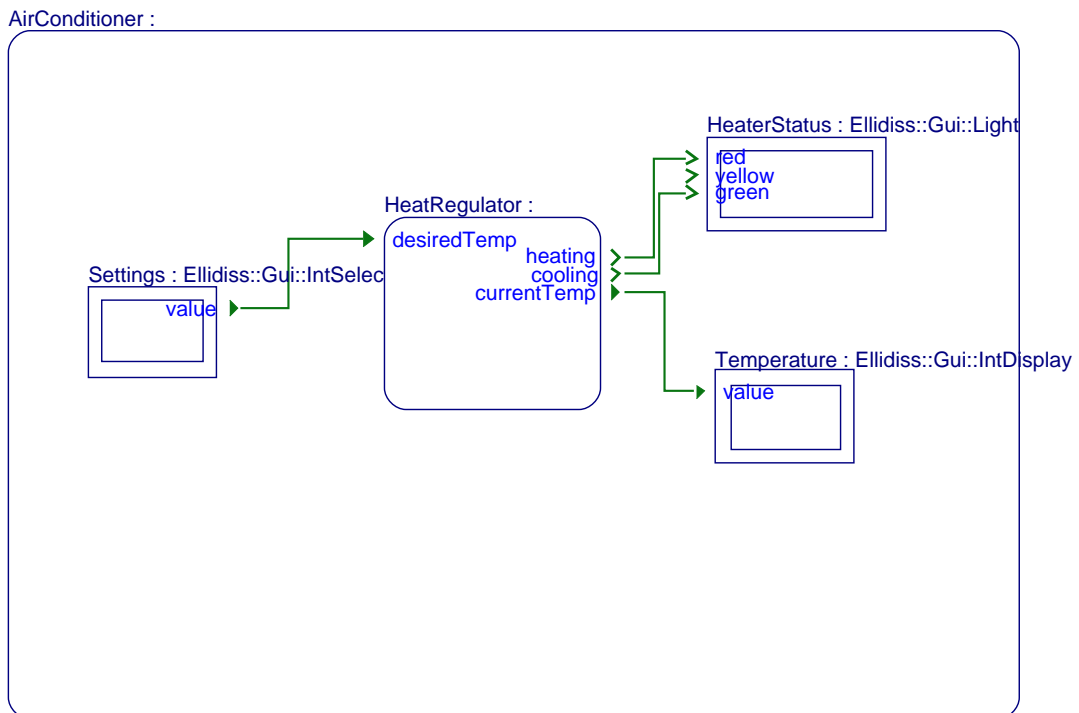 AirConditioner :
HeaterStatus : Ellidiss::Gui::Light
red
yellow
green
HeatRegulator :
desiredTemp
heating
cooling
currentTemp
Settings : Ellidiss::Gui::IntSelec
value
Temperature : Ellidiss::Gui::IntDisplay
value